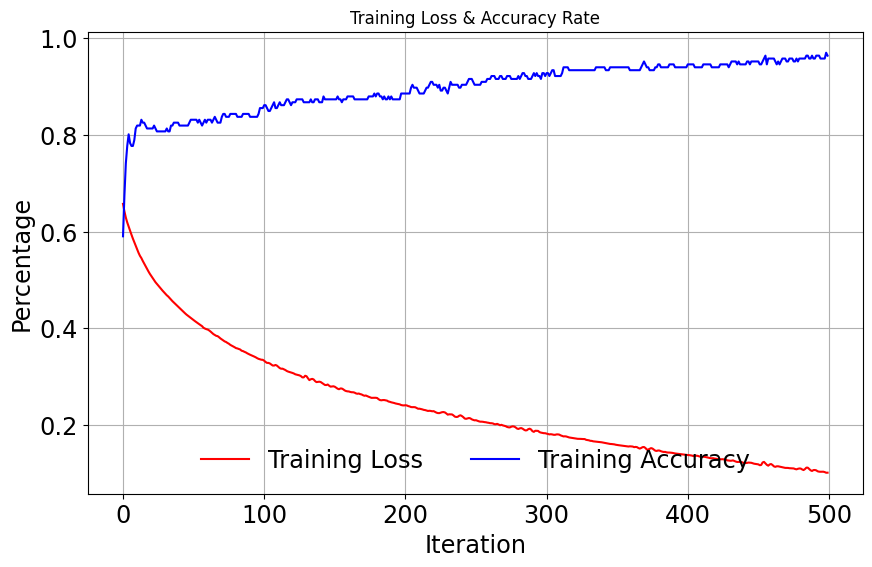 Training Loss & Accuracy Rate
1.0
0.8
0.6
0.4
0.2
Percentage
Training Loss
Training Accuracy
0 100 200 300 400 500
Iteration